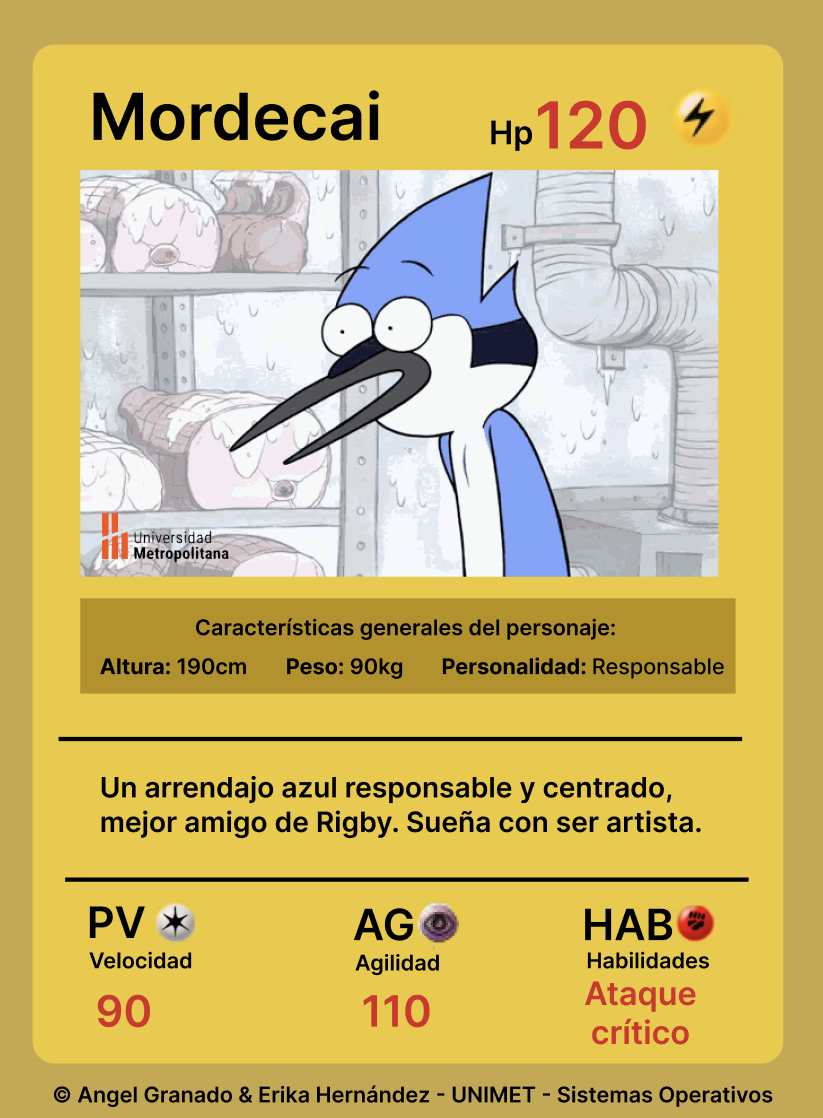 Mordecai
Hp 120
Universidad
Metropolitana
Características generales del personaje:
Altura: 190cm Peso: 90kg Personalidad: Responsable
Un arrendajo azul responsable y centrado,
mejor amigo de Rigby. Sueña con ser artista.
PV AG HAB
Velocidad Agilidad Habilidades
90 110 Ataque
crítico
© Angel Granado & Erika Hernández - UNIMET - Sistemas Operativos